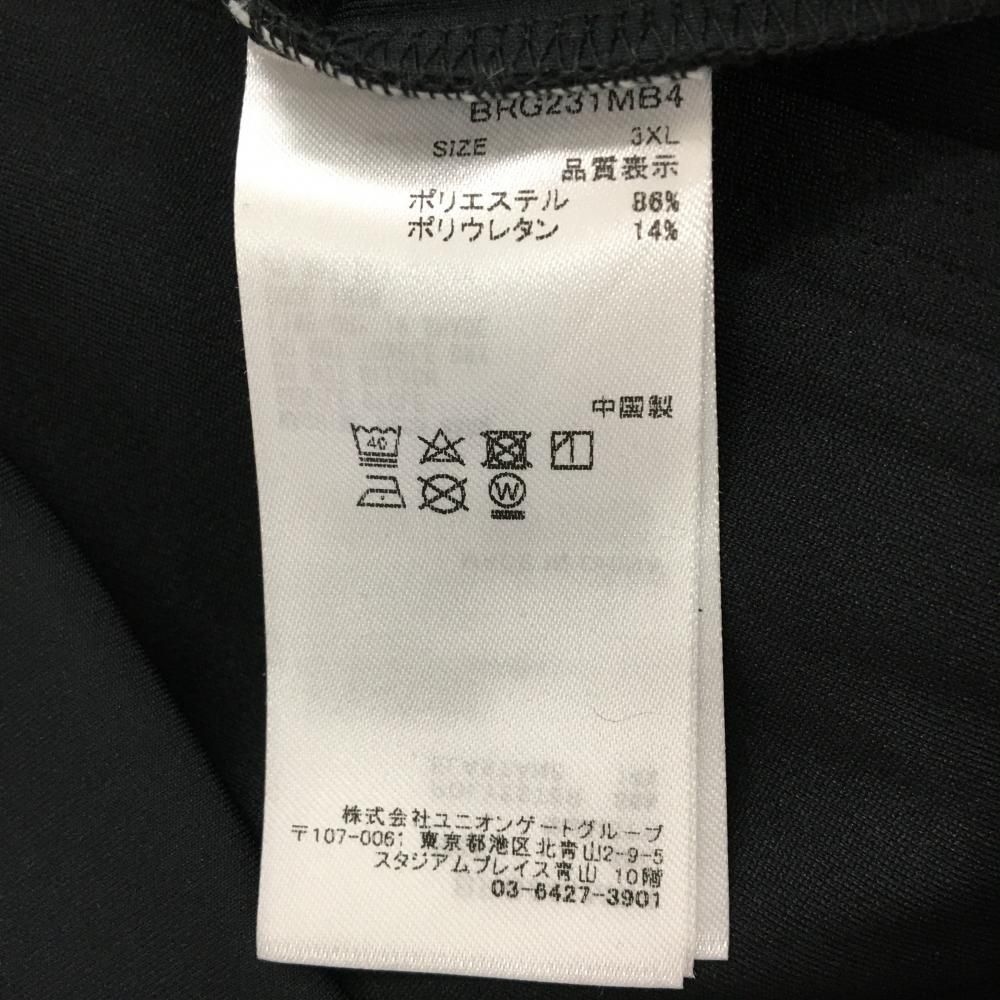 BRG231MB4
SIZE 3XL
品質表示
ポリエステル 86%
ポリウレタン 14%
中国製
40
W
株式会社ユニオンゲートグループ
〒107-0061 東京都池区北青山2-9-5
スタジアムプレイス青山 10階
03-6427-3901